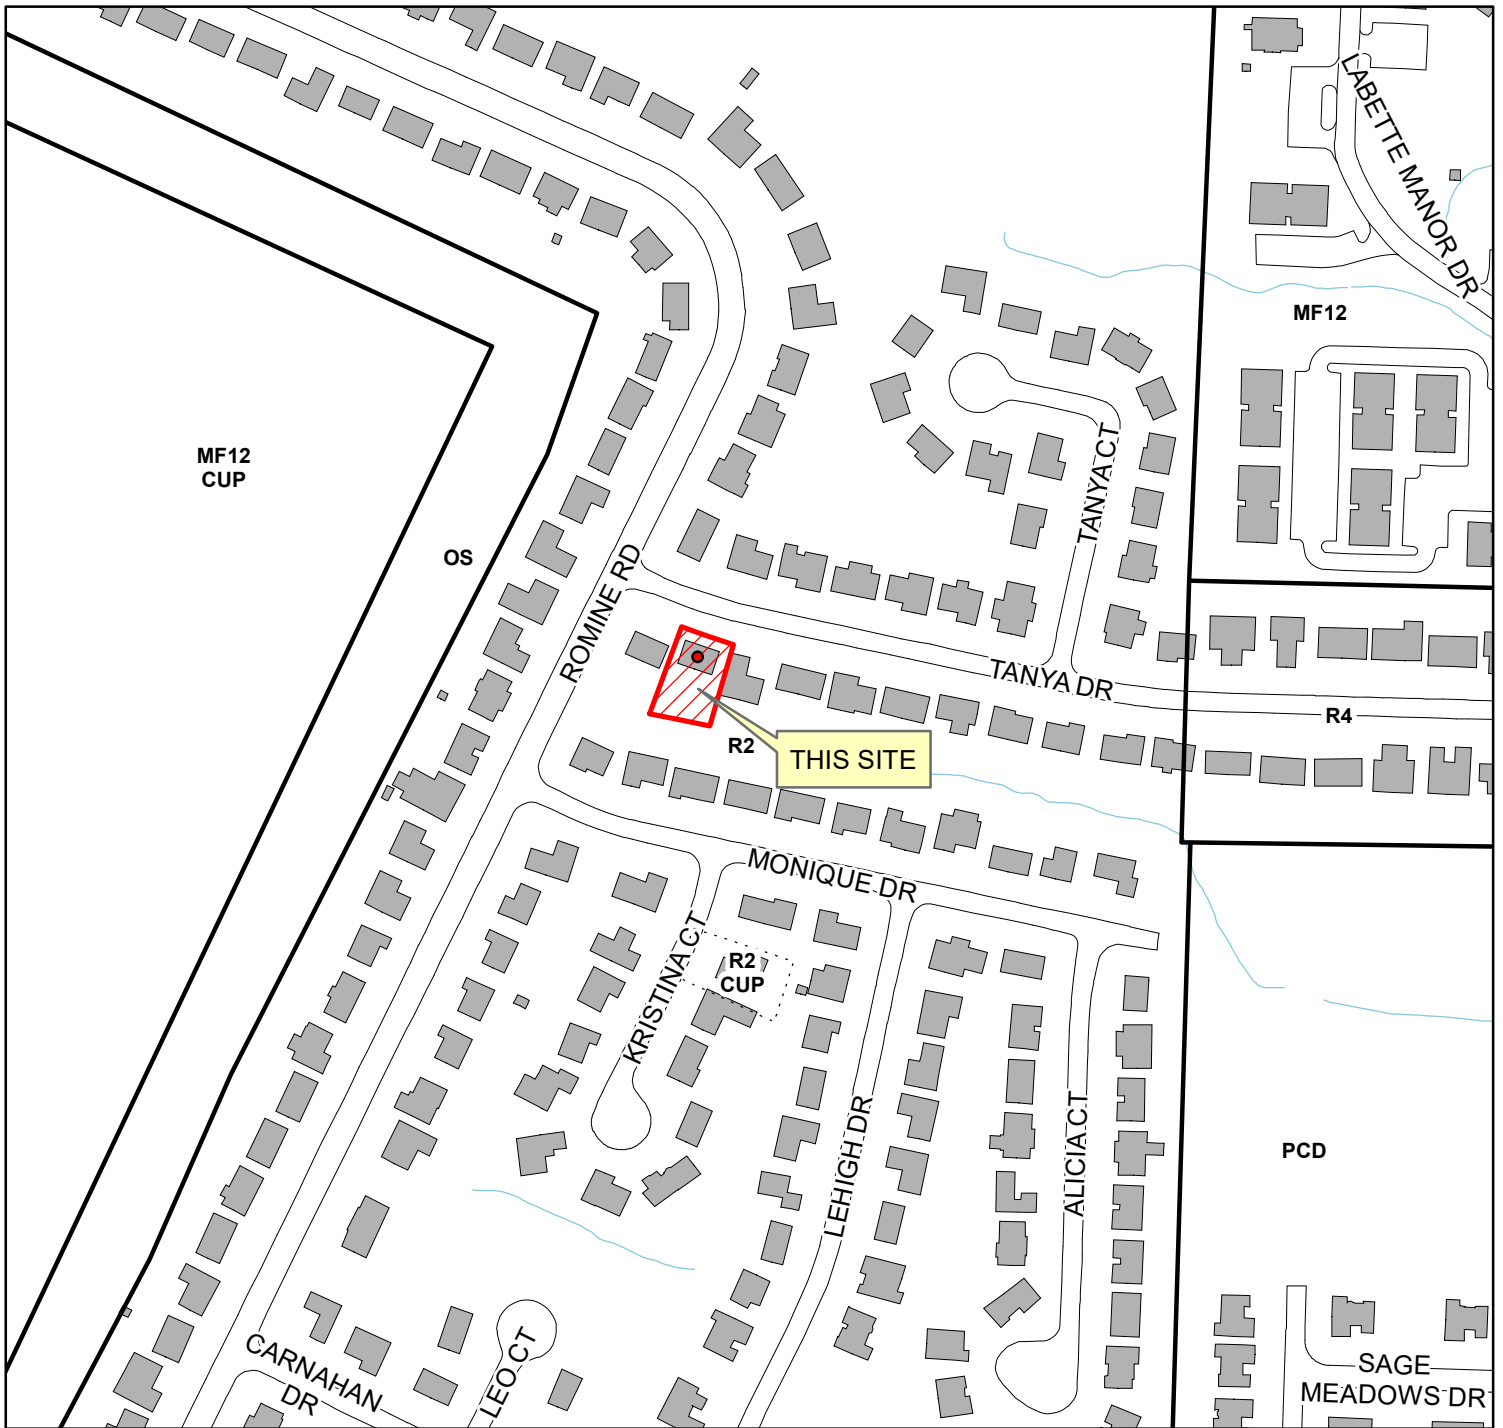 LABETTE MANOR DR
MF12
TANYA CT
MF12
CUP
OS
ROMINE RD
TANYA DR
R4
R2
THIS SITE
MONIQUE DR
KRISTINA CT
R2
CUP
LEHIGH DR
ALICIA CT
PCD
CARNAHAN
DR
LEO CT
SAGE
MEADOWS DR